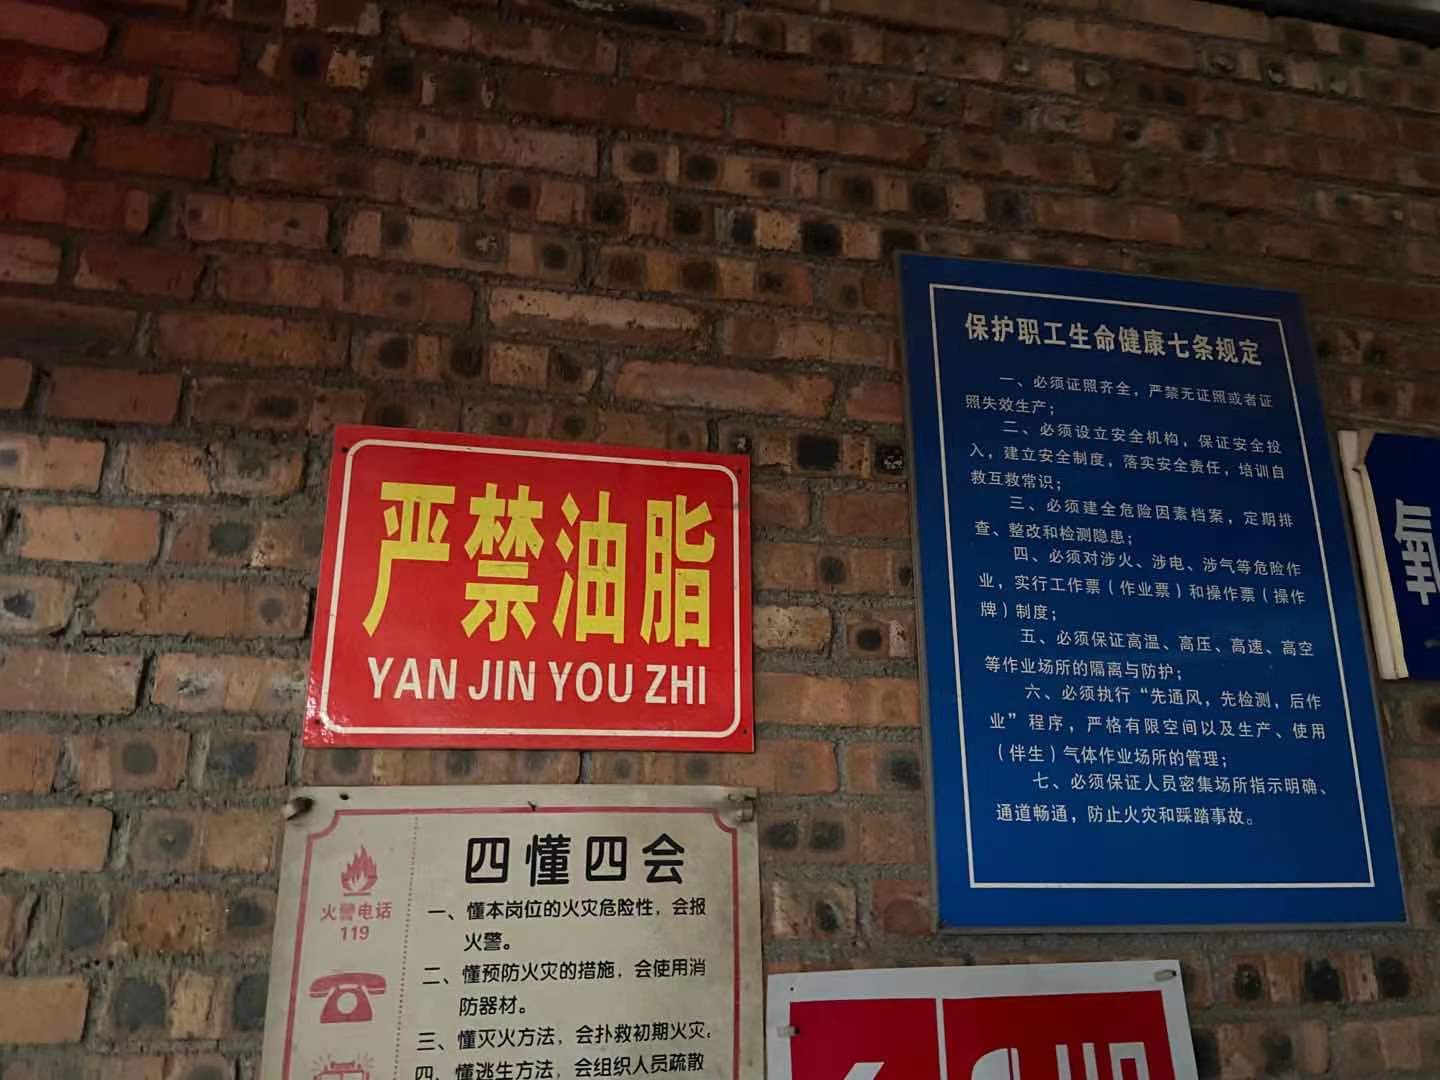 严禁油脂
YAN JIN YOU ZHI
四懂四会
火警电话
119
一、懂本岗位的火灾危险性，会报
火警。
二、懂预防火灾的措施，会使用消
防器材。
三、懂灭火方法，会扑救初期火灾。
四、懂逃生方法，会组织人员疏散
保护职工生命健康七条规定
一、必须证照齐全，严禁无证照或者证
照失效生产；
二、必须设立安全机构，保证安全投
入，建立安全制度，落实安全责任，培训自
救互救常识；
三、必须建全危险因素档案，定期排
查、整改和检测隐患；
四、必须对涉火、涉电、涉气等危险作
业，实行工作票（作业票）和操作票（操作
牌）制度；
五、必须保证高温、高压、高速、高空
等作业场所的隔离与防护；
六、必须执行“先通风，先检测，后作
业”程序，严格有限空间以及生产、使用
（伴生）气体作业场所的管理；
七、必须保证人员密集场所指示明确、
通道畅通，防止火灾和踩踏事故。
氧